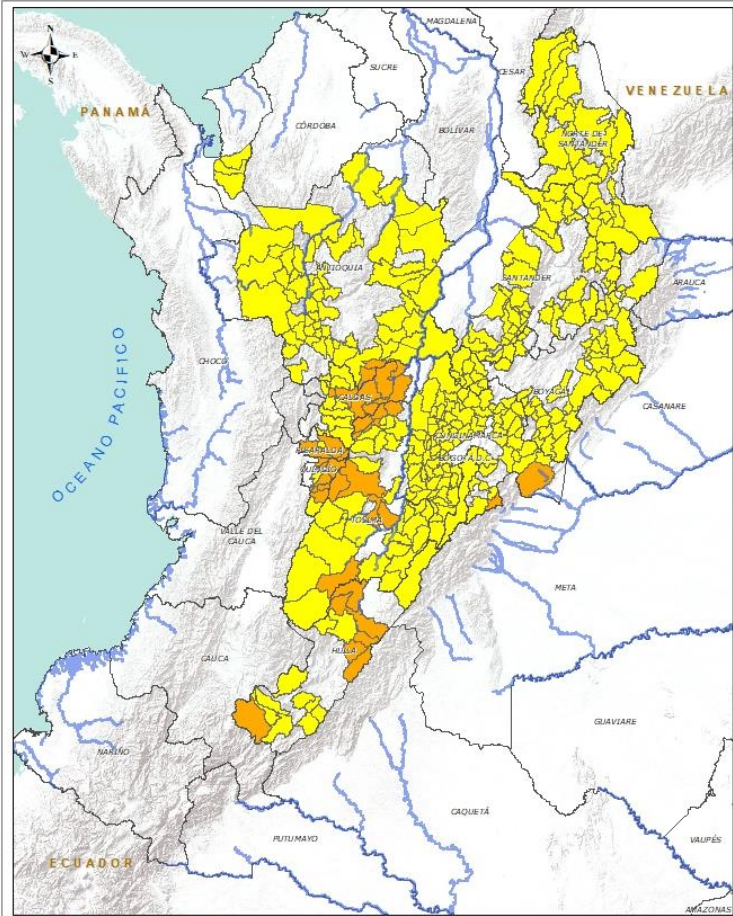 MAGDALENA
N
W E
S
SUCRE
CESAR
VENEZUELA
PANAMÁ
CÓRDOBA
BOLÍVAR
NORTE DE
SANTANDER
ANTIOQUIA
SANTANDER
ARAUCA
CHOCÓ
OCEANO PACIFICO
CALDAS
BOYACÁ
CASANARE
CUNDINAMARCA
RISARALDA
BOGOTÁ, D.C.
QUINDÍO
TOLIMA
VALLE DEL
CAUCA
META
CAUCA
HUILA
GUAVIARE
NARIÑO
CAQUETÁ
PUTUMAYO
VAUPÉS
ECUADOR
AMAZONAS